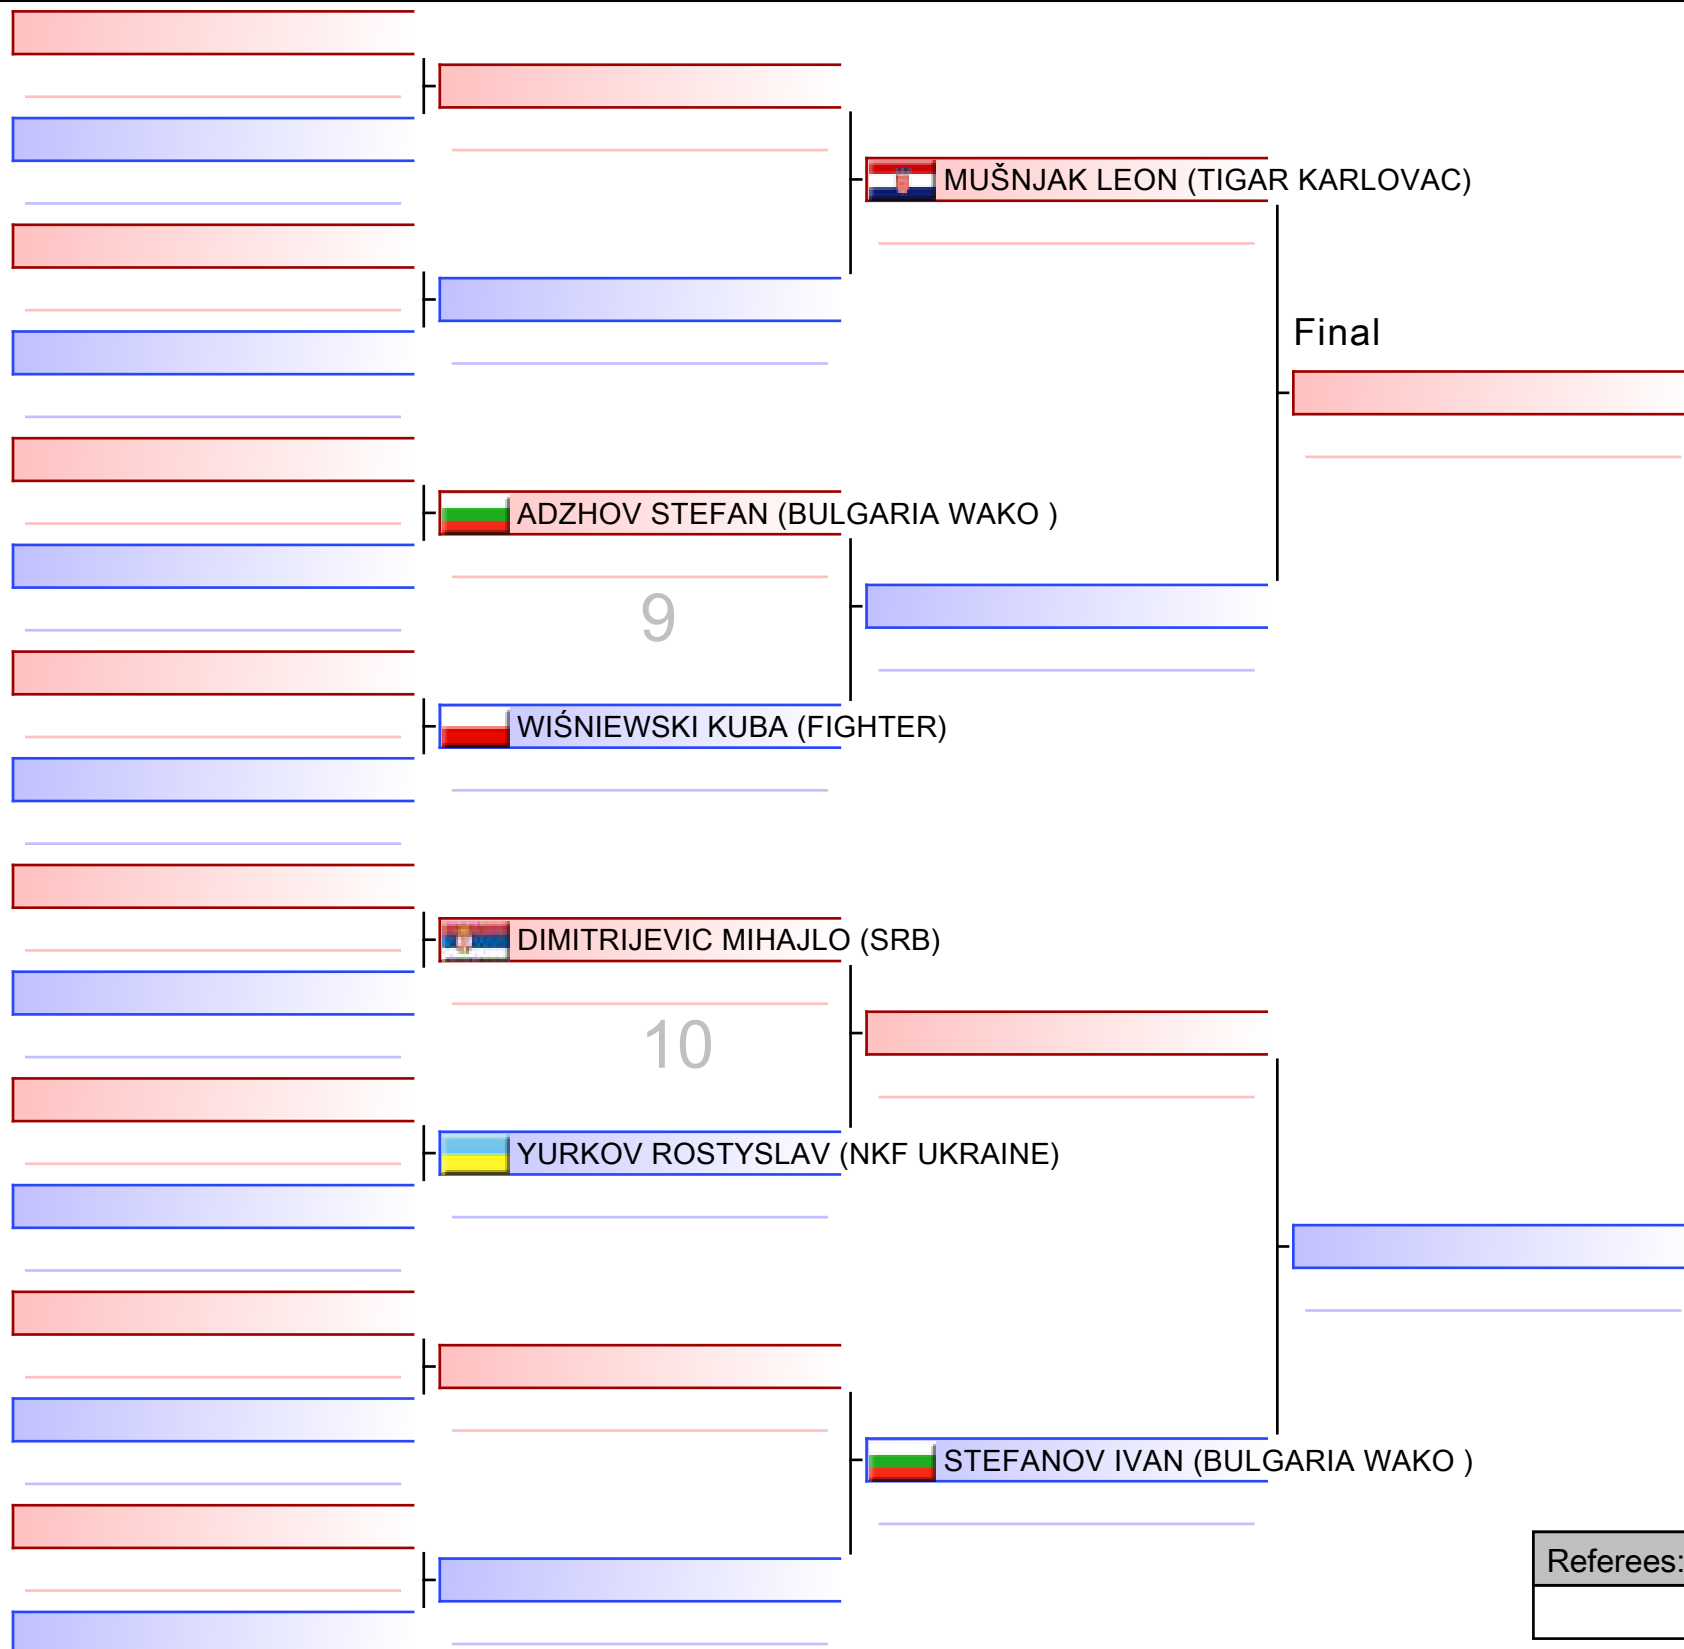 MUŠNJAK LEON (TIGAR KARLOVAC)
Final
ADZHOV STEFAN (BULGARIA WAKO )
9
WIŚNIEWSKI KUBA (FIGHTER)
DIMITRIJEVIC MIHAJLO (SRB)
10
YURKOV ROSTYSLAV (NKF UKRAINE)
STEFANOV IVAN (BULGARIA WAKO )
Referees: